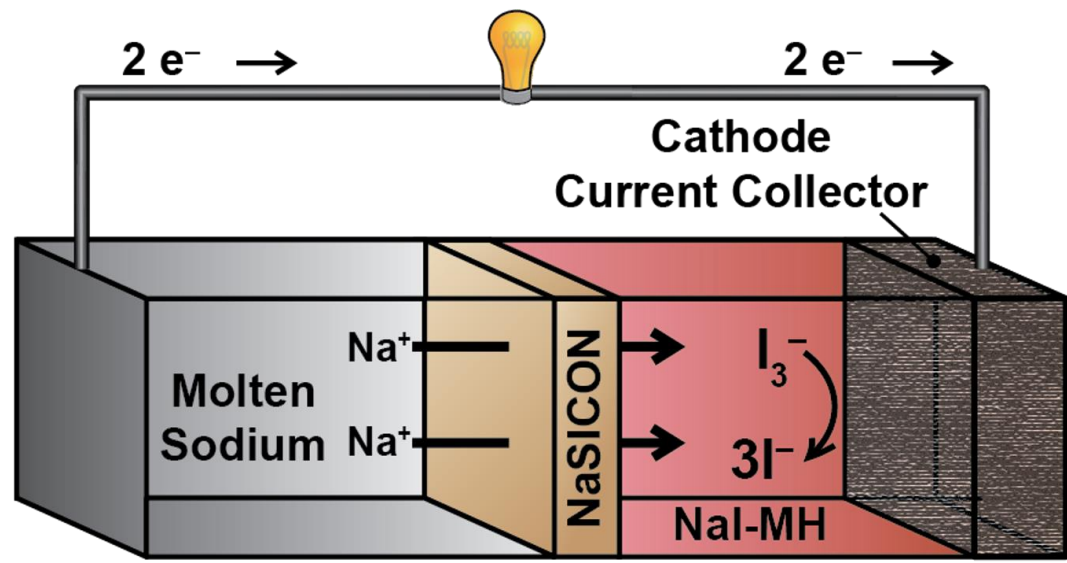 2 e⁻ →
2 e⁻ →
Cathode
Current Collector
Na⁺
Molten
Sodium
Na⁺
NaSICON
I₃⁻
3I⁻
NaI-MH